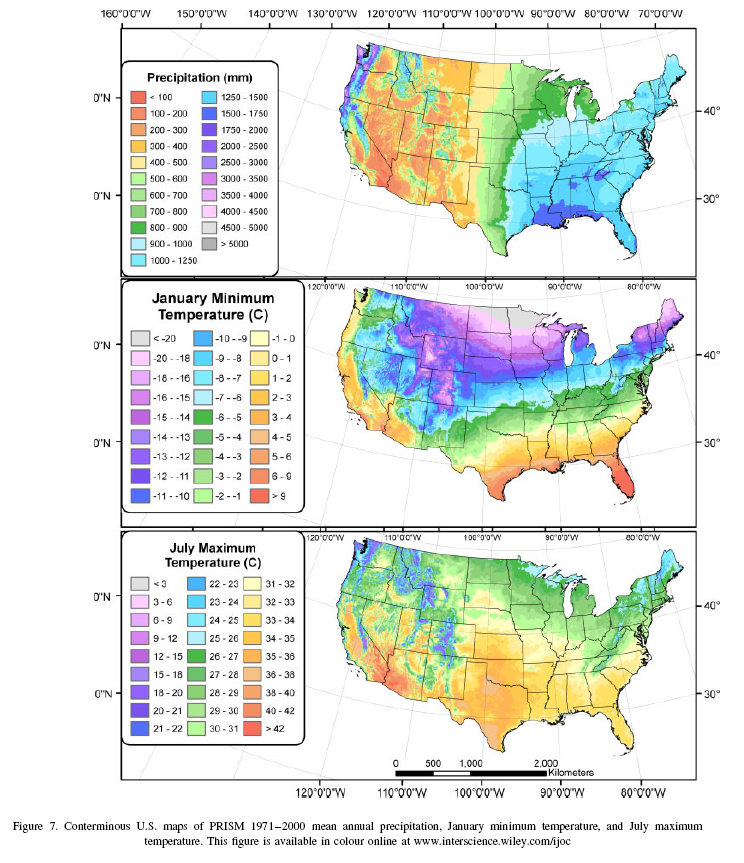 160°0'0"W 150°0'0"W 140°0'0"W 130°0'0"W 120°0'0"W 110°0'0"W 100°0'0"W 90°0'0"W 80°0'0"W 70°0'0"W
Precipitation (mm)
< 100 1250 - 1500
100 - 200 1500 - 1750
200 - 300 1750 - 2000
300 - 400 2000 - 2500
400 - 500 2500 - 3000
500 - 600 3000 - 3500
600 - 700 3500 - 4000
700 - 800 4000 - 4500
800 - 900 4500 - 5000
900 - 1000 > 5000
1000 - 1250
0"N 40°
0"N 30°
120°0'0"W 110°0'0"W 100°0'0"W 90°0'0"W 80°0'0"W
January Minimum
Temperature (C)
< -20 -10 - -9 -1 - 0
-20 - -18 -9 - -8 0 - 1
-18 - -16 -8 - -7 1 - 2
-16 - -15 -7 - -6 2 - 3
-15 - -14 -6 - -5 3 - 4
-14 - -13 -5 - -4 4 - 5
-13 - -12 -4 - -3 5 - 6
-12 - -11 -3 - -2 6 - 9
-11 - -10 -2 - -1 > 9
0"N 40°
0"N 30°
120°0'0"W 110°0'0"W 100°0'0"W 90°0'0"W 80°0'0"W
July Maximum
Temperature (C)
< 3 22 - 23 31 - 32
3 - 6 23 - 24 32 - 33
6 - 9 24 - 25 33 - 34
9 - 12 25 - 26 34 - 35
12 - 15 26 - 27 35 - 36
15 - 18 27 - 28 36 - 38
18 - 20 28 - 29 38 - 40
20 - 21 29 - 30 40 - 42
21 - 22 30 - 31 > 42
0"N 40°
0"N 30°
0 500 1,000 2,000
Kilometers
120°0'0"W 110°0'0"W 100°0'0"W 90°0'0"W 80°0'0"W
Figure 7. Conterminous U.S. maps of PRISM 1971–2000 mean annual precipitation, January minimum temperature, and July maximum
temperature. This figure is available in colour online at www.interscience.wiley.com/ijoc